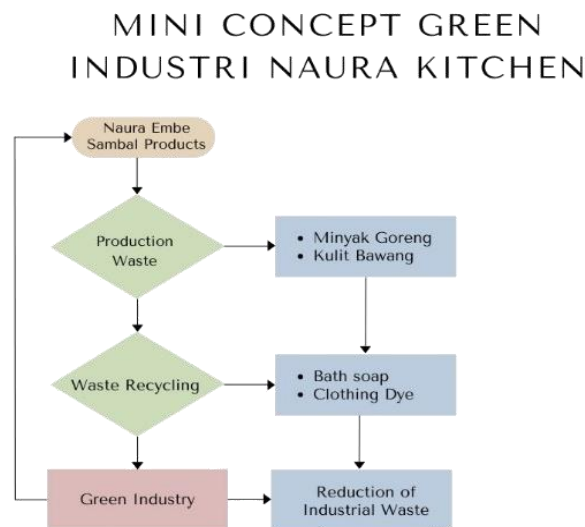 MINI CONCEPT GREEN
INDUSTRI NAURA KITCHEN
Naura Embe
Sambal Products
Production
Waste
• Minyak Goreng
• Kulit Bawang
Waste Recycling
• Bath soap
• Clothing Dye
Green Industry
Reduction of
Industrial Waste